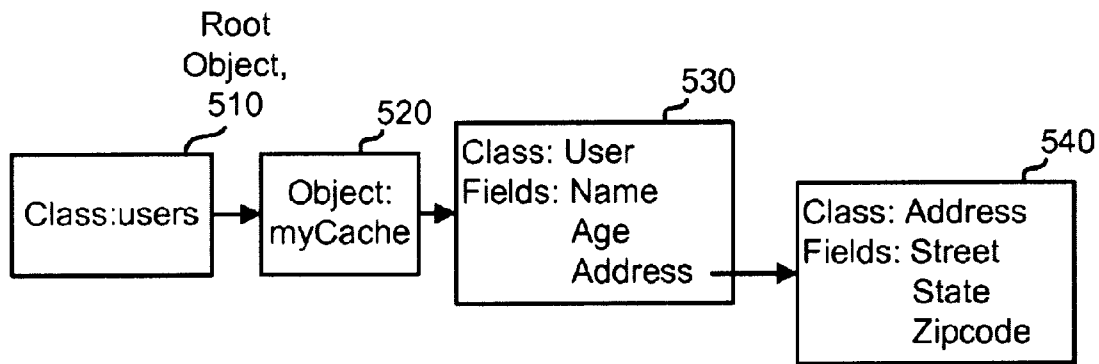 Root
Object,
510
520
530
540
Class:users
Object:
myCache
Class: User
Fields: Name
Age
Address
Class: Address
Fields: Street
State
Zipcode